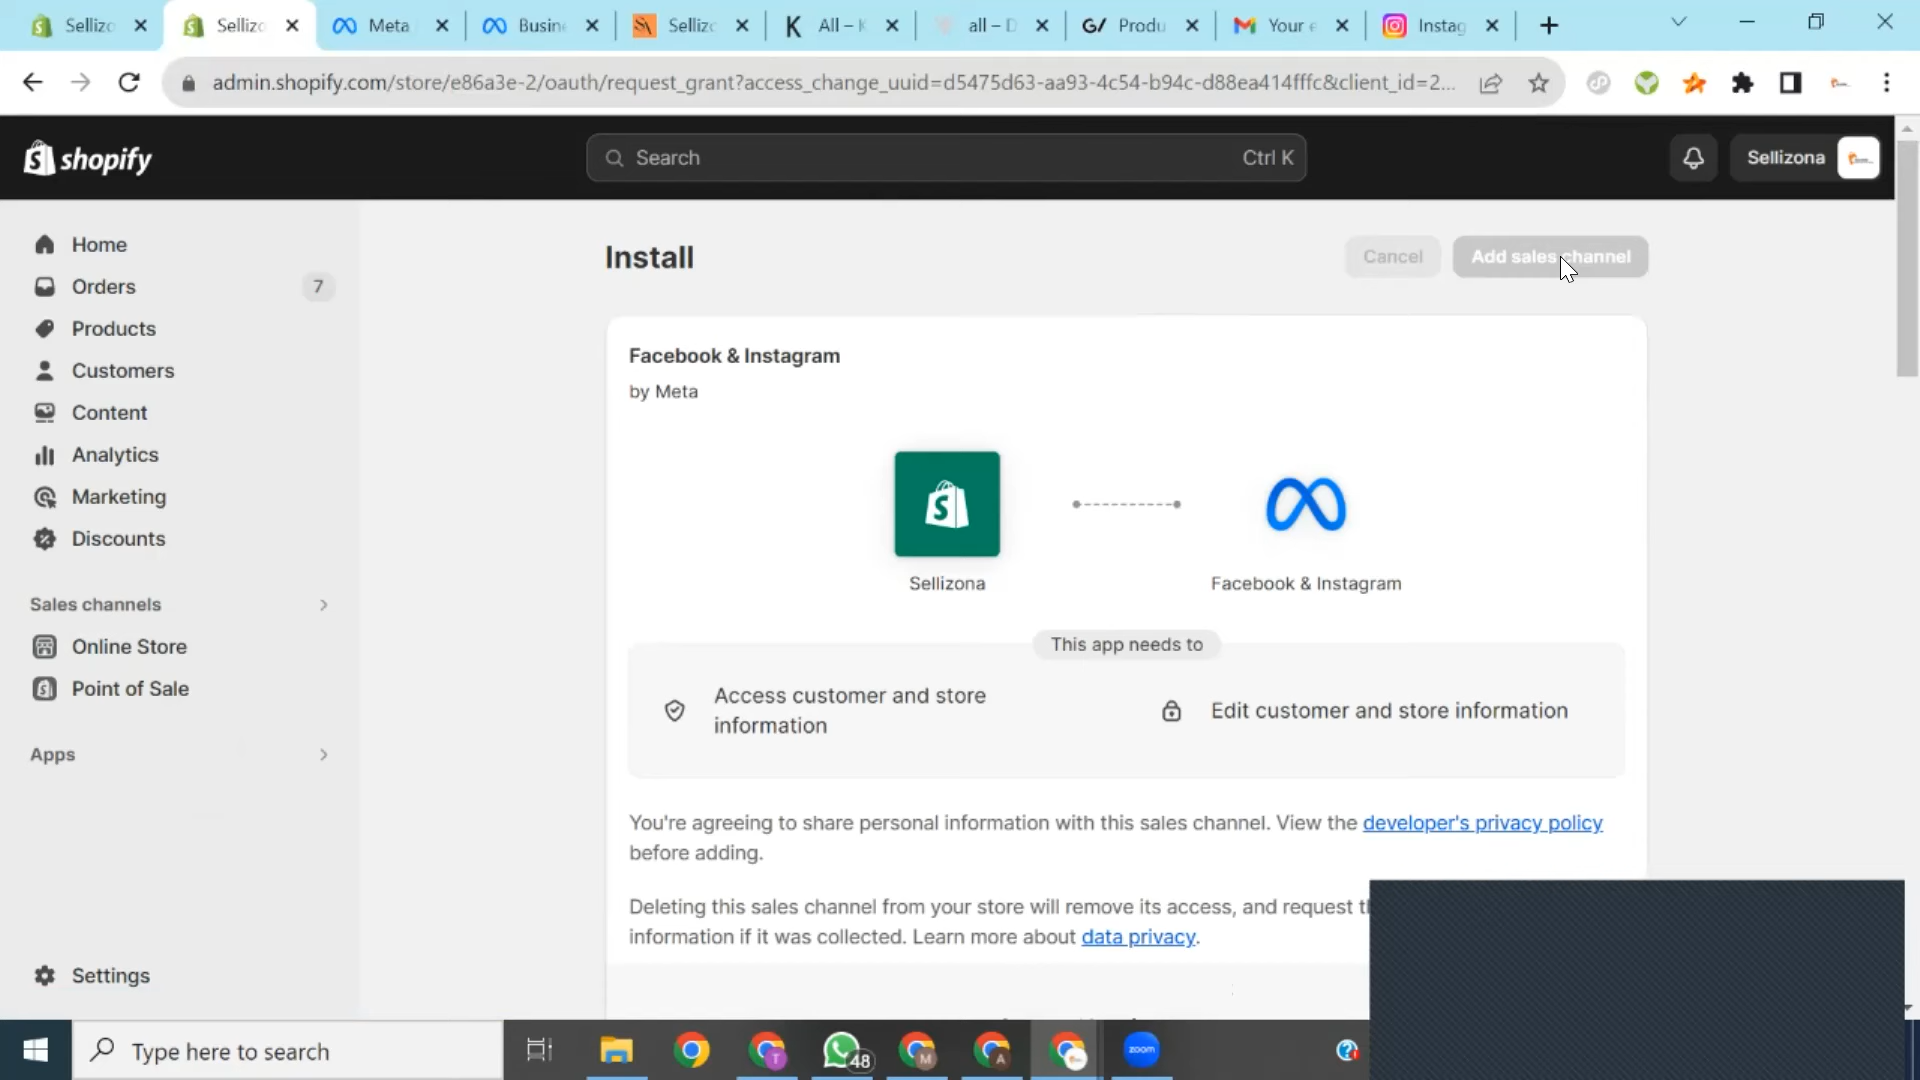 Selliza
Selliza
Meta
Busin
Selliza
All – K
all – D
G/ Produ
Your e
Instag
admin.shopify.com/store/e86a3e-2/oauth/request_grant?access_change_uuid=d5475d63-aa93-4c54-b94c-d88ea414fffc&client_id=2...
shopify
Search
Ctrl K
Sellizona
Home
Orders
7
Products
Customers
Content
Analytics
Marketing
Discounts
Sales channels
Online Store
Point of Sale
Apps
Settings
Install
Cancel
Add sales channel
Facebook & Instagram
by Meta
Sellizona
Facebook & Instagram
This app needs to
Access customer and store
information
Edit customer and store information
You're agreeing to share personal information with this sales channel. View the developer's privacy policy
before adding.
Deleting this sales channel from your store will remove its access, and request
information if it was collected. Learn more about data privacy.
Type here to search
T
48
M
A
zoom